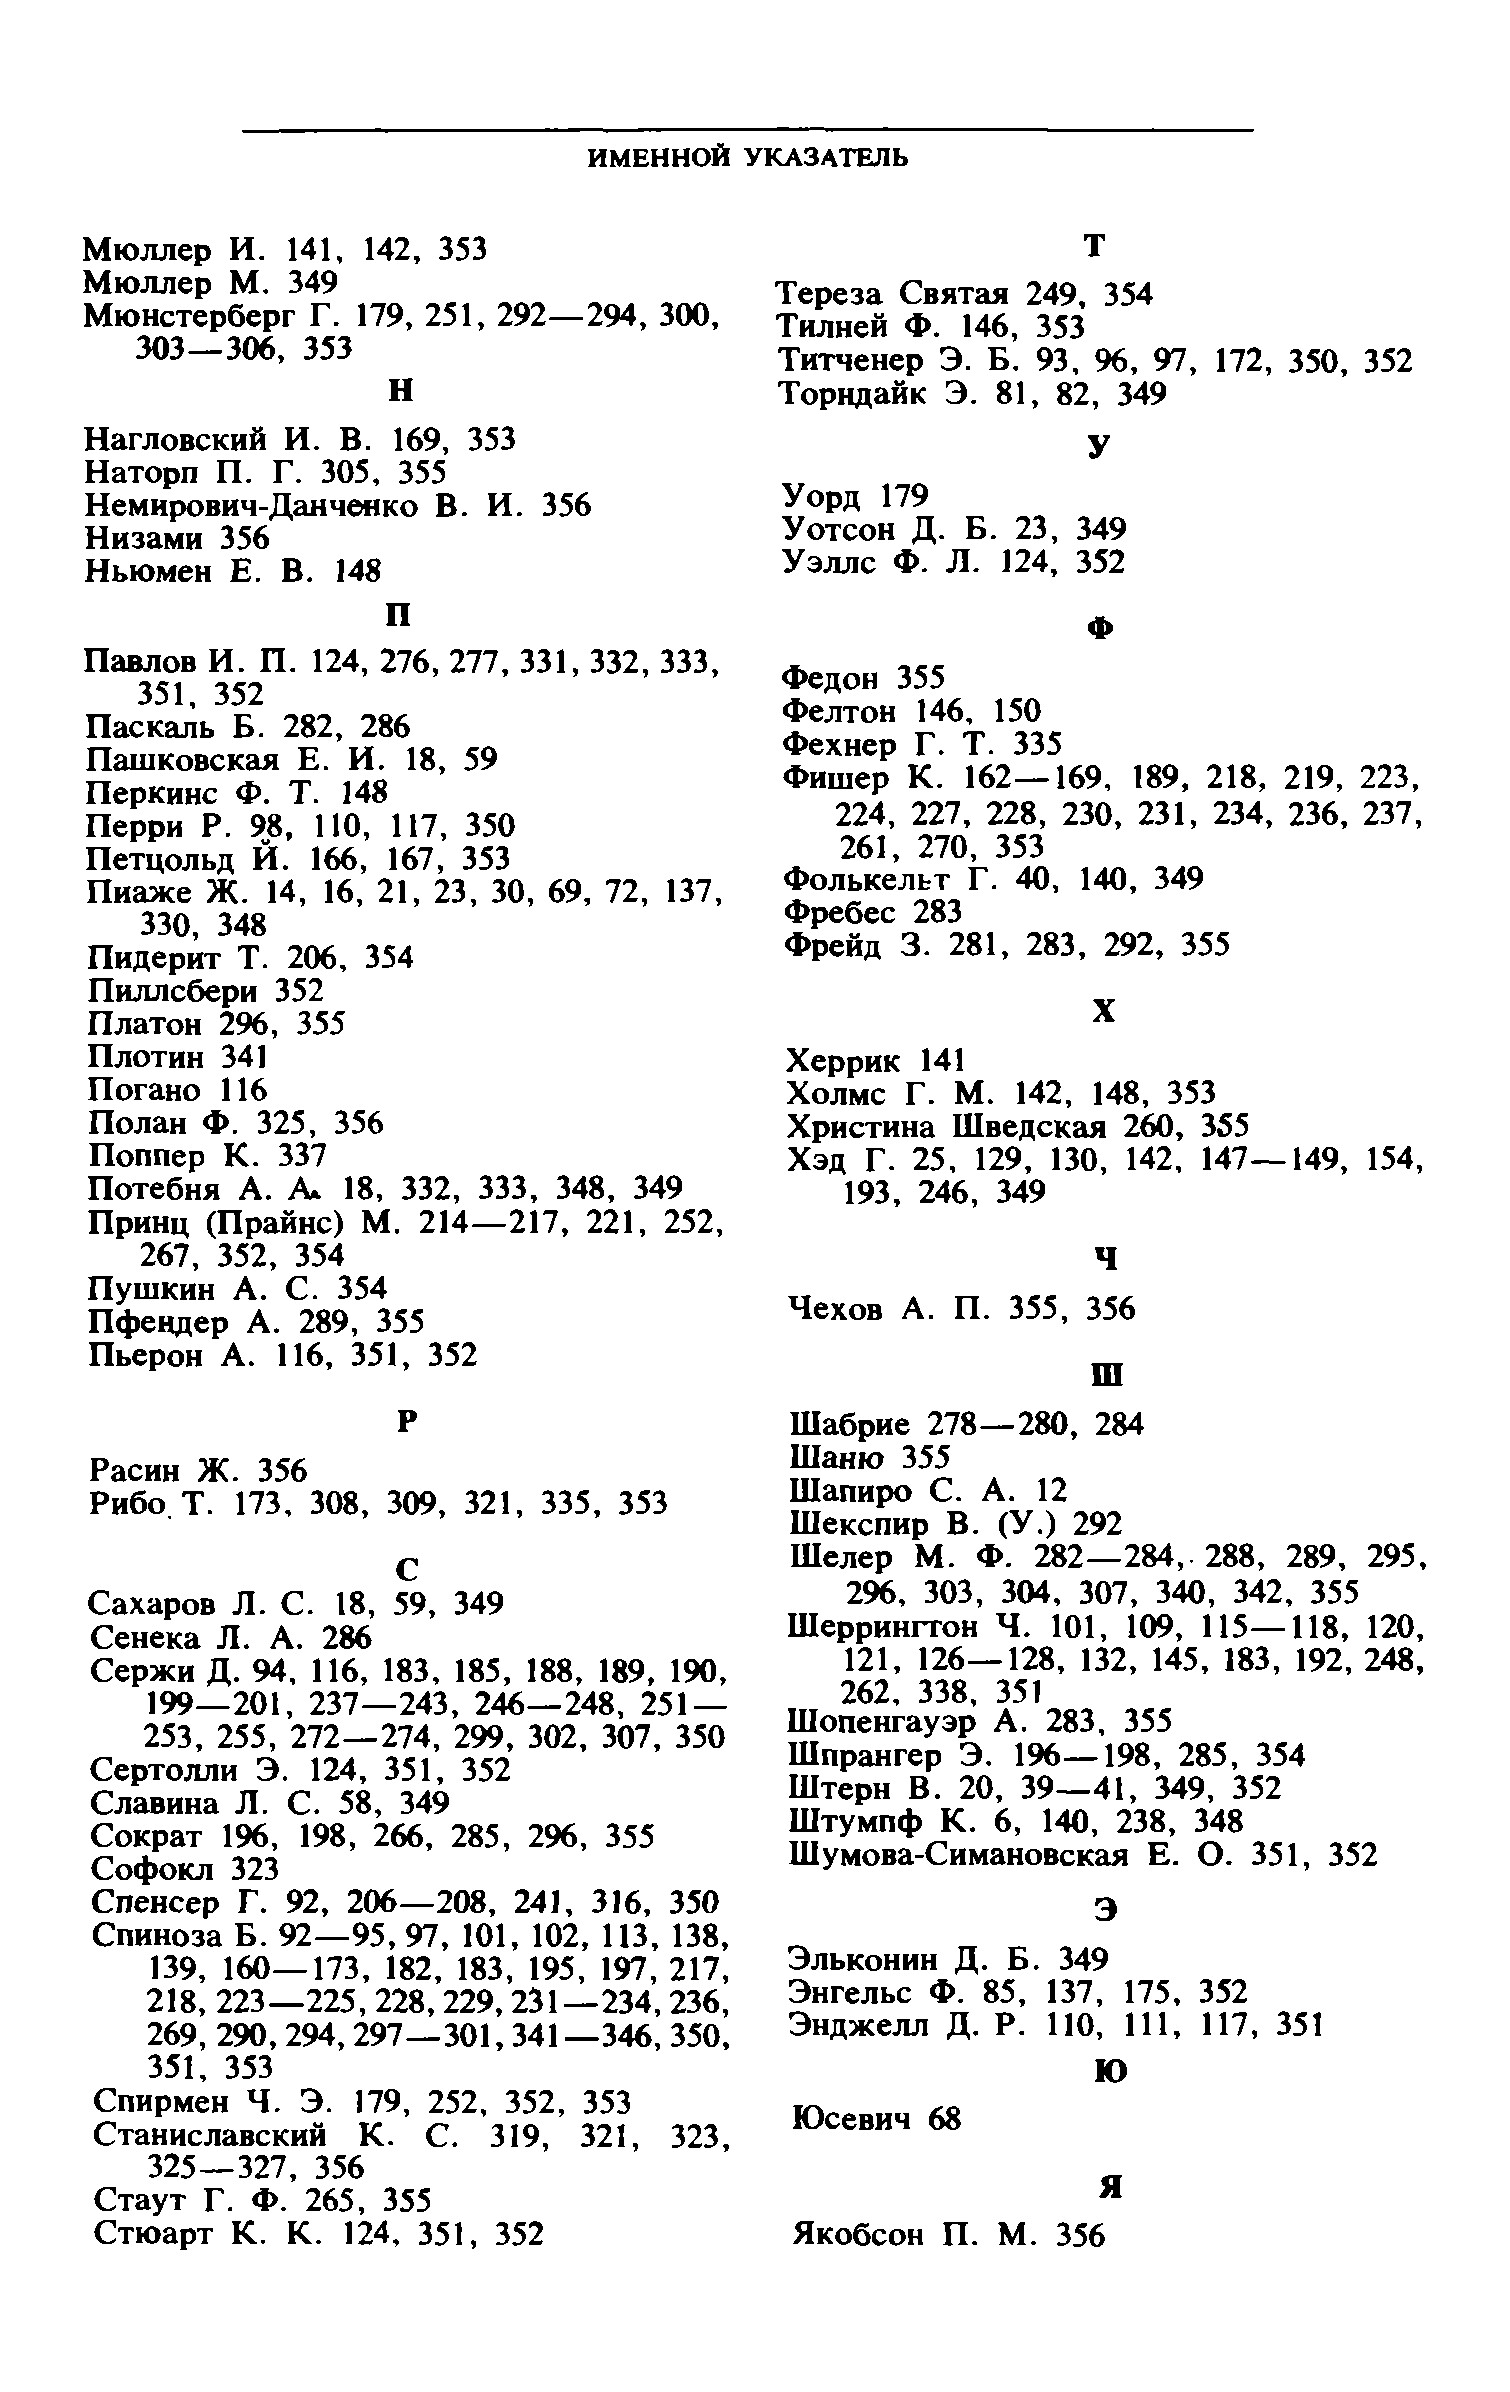 ИМЕННОЙ УКАЗАТЕЛЬ
Мюллер И. 141, 142, 353
Мюллер М. 349
Мюнстерберг Г. 179, 251, 292—294, 300,
303—306, 353
Н
Нагловский И. В. 169, 353
Наторп П. Г. 305, 355
Немирович-Данченко В. И. 356
Низами 356
Ньюмен Е. В. 148
П
Павлов И. П. 124, 276, 277, 331, 332, 333,
351, 352
Паскаль Б. 282, 286
Пашковская Е. И. 18, 59
Перкинс Ф. Т. 148
Перри Р. 98, 110, 117, 350
Петцольд Й. 166, 167, 353
Пиаже Ж. 14, 16, 21, 23, 30, 69, 72, 137,
330, 348
Пидерит Т. 206, 354
Пиллсбери 352
Платон 296, 355
Плотин 341
Погано 116
Полан Ф. 325, 356
Поппер К. 337
Потебня А. А. 18, 332, 333, 348, 349
Принц (Прайнс) М. 214—217, 221, 252,
267, 352, 354
Пушкин А. С. 354
Пфендер А. 289, 355
Пьерон А. 116, 351, 352
Р
Расин Ж. 356
Рибо Т. 173, 308, 309, 321, 335, 353
С
Сахаров Л. С. 18, 59, 349
Сенека Л. А. 286
Сержи Д. 94, 116, 183, 185, 188, 189, 190,
199—201, 237—243, 246—248, 251—
253, 255, 272—274, 299, 302, 307, 350
Сертолли Э. 124, 351, 352
Славина Л. С. 58, 349
Сократ 196, 198, 266, 285, 296, 355
Софокл 323
Спенсер Г. 92, 206—208, 241, 316, 350
Спиноза Б. 92—95, 97, 101, 102, 113, 138,
139, 160—173, 182, 183, 195, 197, 217,
218, 223—225, 228, 229, 231—234, 236,
269, 290, 294, 297—301, 341—346, 350,
351, 353
Спирмен Ч. Э. 179, 252, 352, 353
Станиславский К. С. 319, 321, 323,
325—327, 356
Стаут Г. Ф. 265, 355
Стюарт К. К. 124, 351, 352
Т
Тереза Святая 249, 354
Тилней Ф. 146, 353
Титченер Э. Б. 93, 96, 97, 172, 350, 352
Торндайк Э. 81, 82, 349
У
Уорд 179
Уотсон Д. Б. 23, 349
Уэллс Ф. Л. 124, 352
Ф
Федон 355
Фелтон 146, 150
Фехнер Г. Т. 335
Фишер К. 162—169, 189, 218, 219, 223,
224, 227, 228, 230, 231, 234, 236, 237,
261, 270, 353
Фолькельт Г. 40, 140, 349
Фребес 283
Фрейд З. 281, 283, 292, 355
Х
Херрик 141
Холмс Г. М. 142, 148, 353
Христина Шведская 260, 355
Хэд Г. 25, 129, 130, 142, 147—149, 154,
193, 246, 349
Ч
Чехов А. П. 355, 356
Ш
Шабрие 278—280, 284
Шаню 355
Шапиро С. А. 12
Шекспир В. (У.) 292
Шелер М. Ф. 282—284, 288, 289, 295,
296, 303, 304, 307, 340, 342, 355
Шеррингтон Ч. 101, 109, 115—118, 120,
121, 126—128, 132, 145, 183, 192, 248,
262, 338, 351
Шопенгауэр А. 283, 355
Шпрангер Э. 196—198, 285, 354
Штерн В. 20, 39—41, 349, 352
Штумпф К. 6, 140, 238, 348
Шумова-Симановская Е. О. 351, 352
Э
Эльконин Д. Б. 349
Энгельс Ф. 85, 137, 175, 352
Энджелл Д. Р. 110, 111, 117, 351
Ю
Юсевич 68
Я
Якобсон П. М. 356